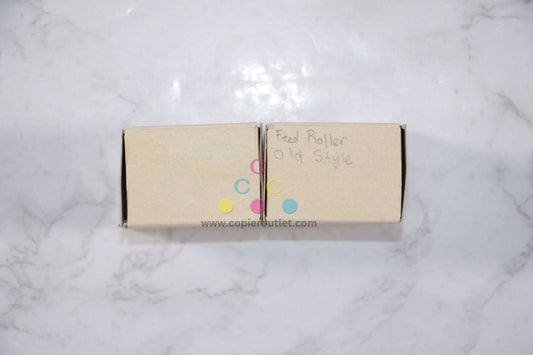 Feed Roller
Old Style
C
C C
www.copieroutlet.com